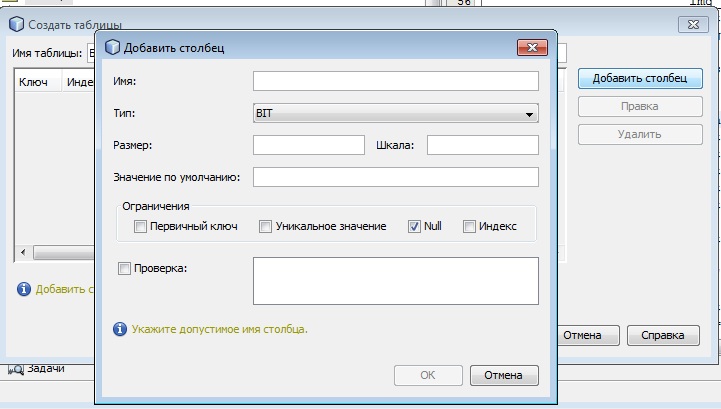 56
Создать таблицы
Добавить столбец
Имя таблицы:
Ключ
Имя:
Добавить столбец
Тип:
BIT
Правка
Размер:
Шкала:
Удалить
Значение по умолчанию:
Ограничения
Первичный ключ
Уникальное значение
Null
Индекс
Проверка:
Добавить с
Укажите допустимое имя столбца.
Отмена
Справка
Задачи
OK
Отмена